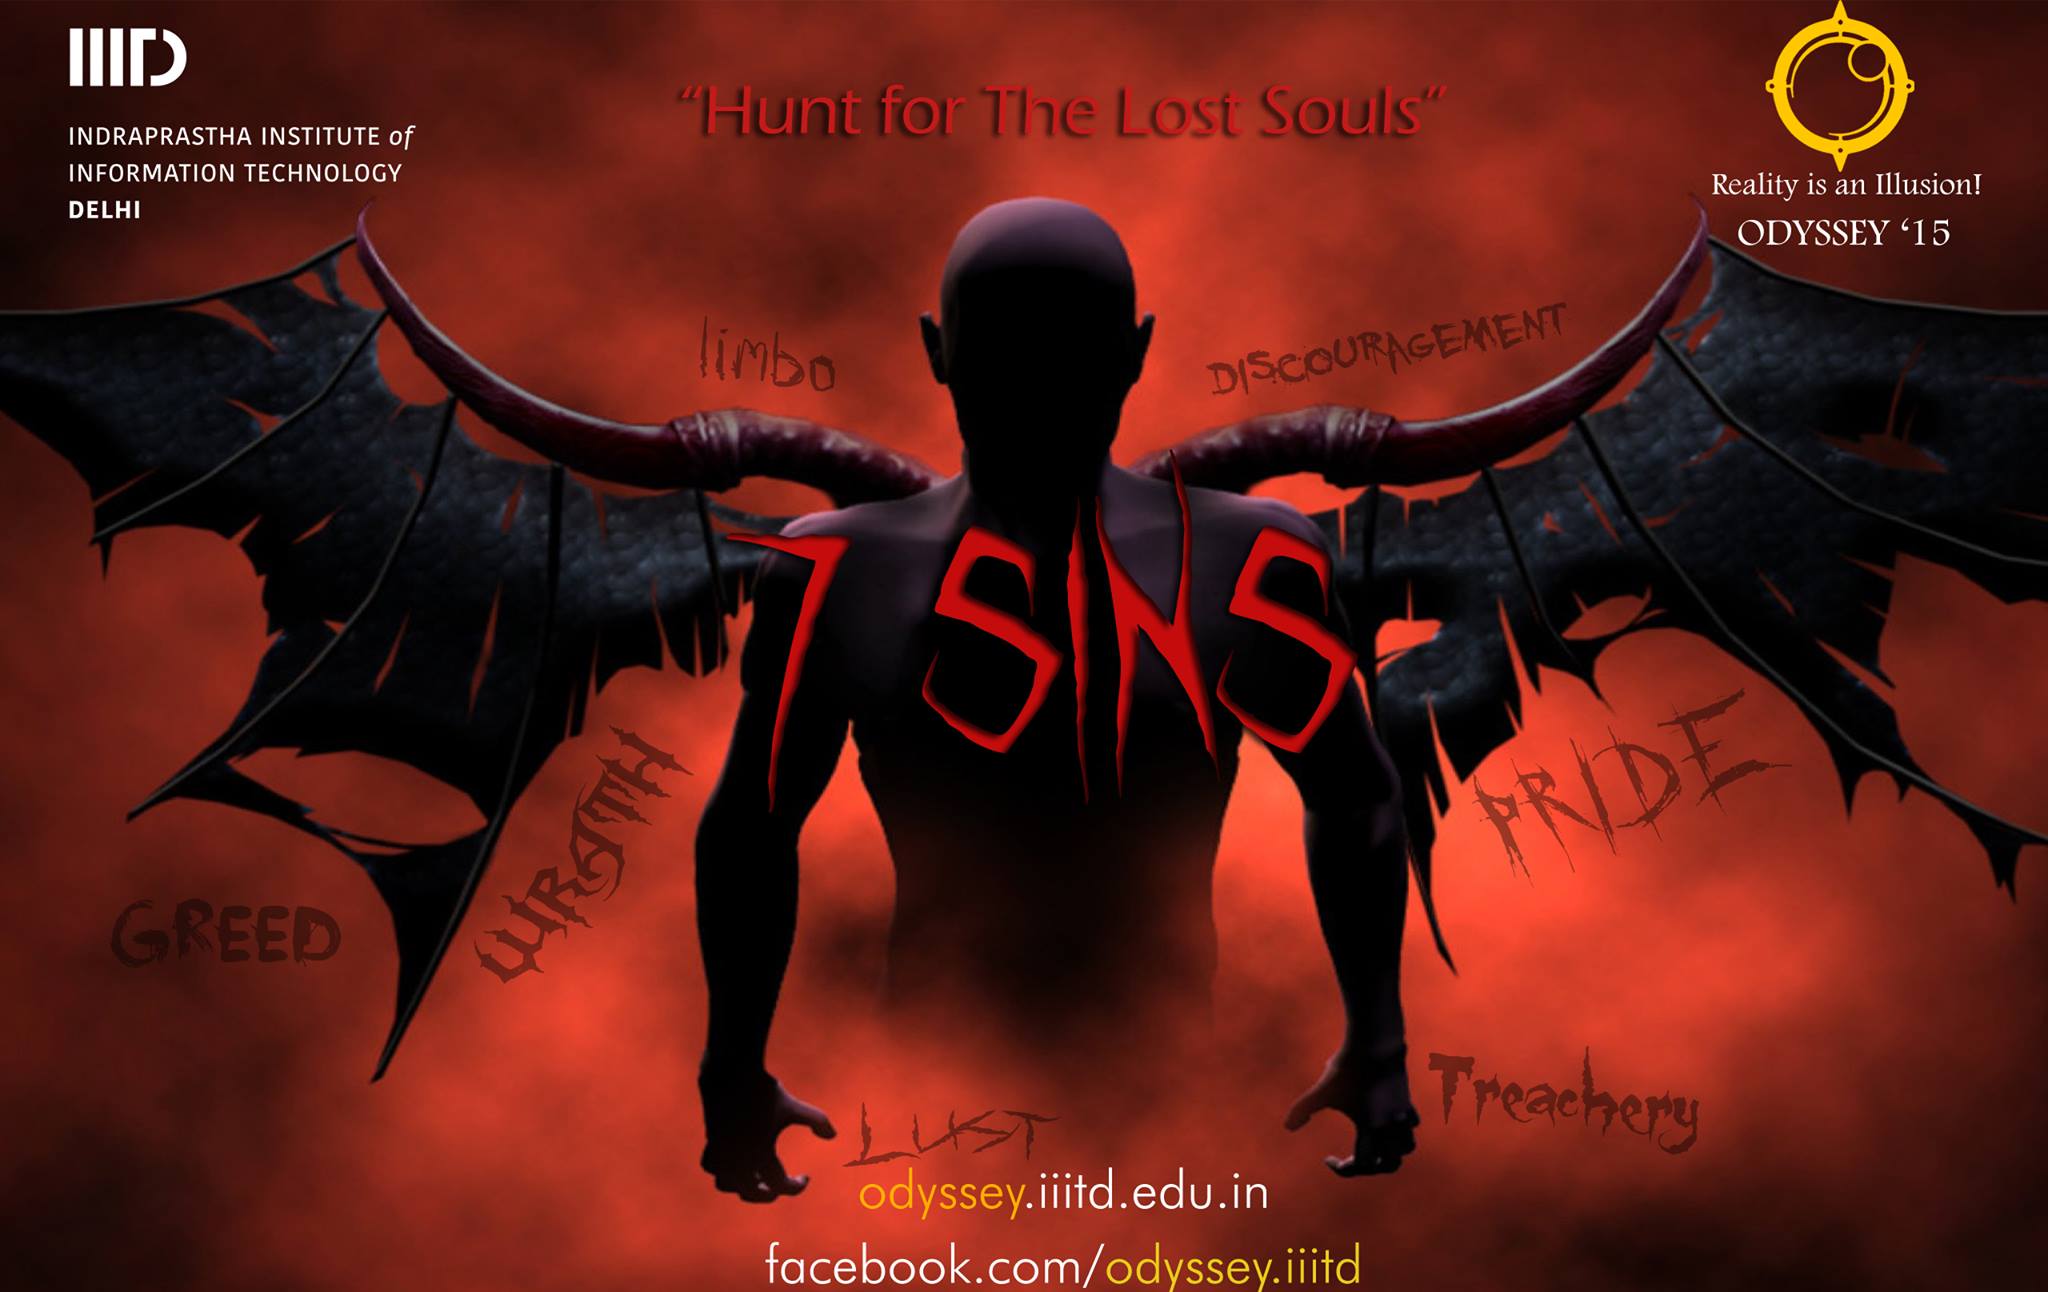 IIITD
INDRAPRASTHA INSTITUTE of
INFORMATION TECHNOLOGY
DELHI
“Hunt for The Lost Souls”
Reality is an Illusion!
ODYSSEY ‘15
limbo
DISCOURAGEMENT
7 SINS
WRATH
PRIDE
GREED
Treachery
LUST
odyssey.iiitd.edu.in
facebook.com/odyssey.iiitd